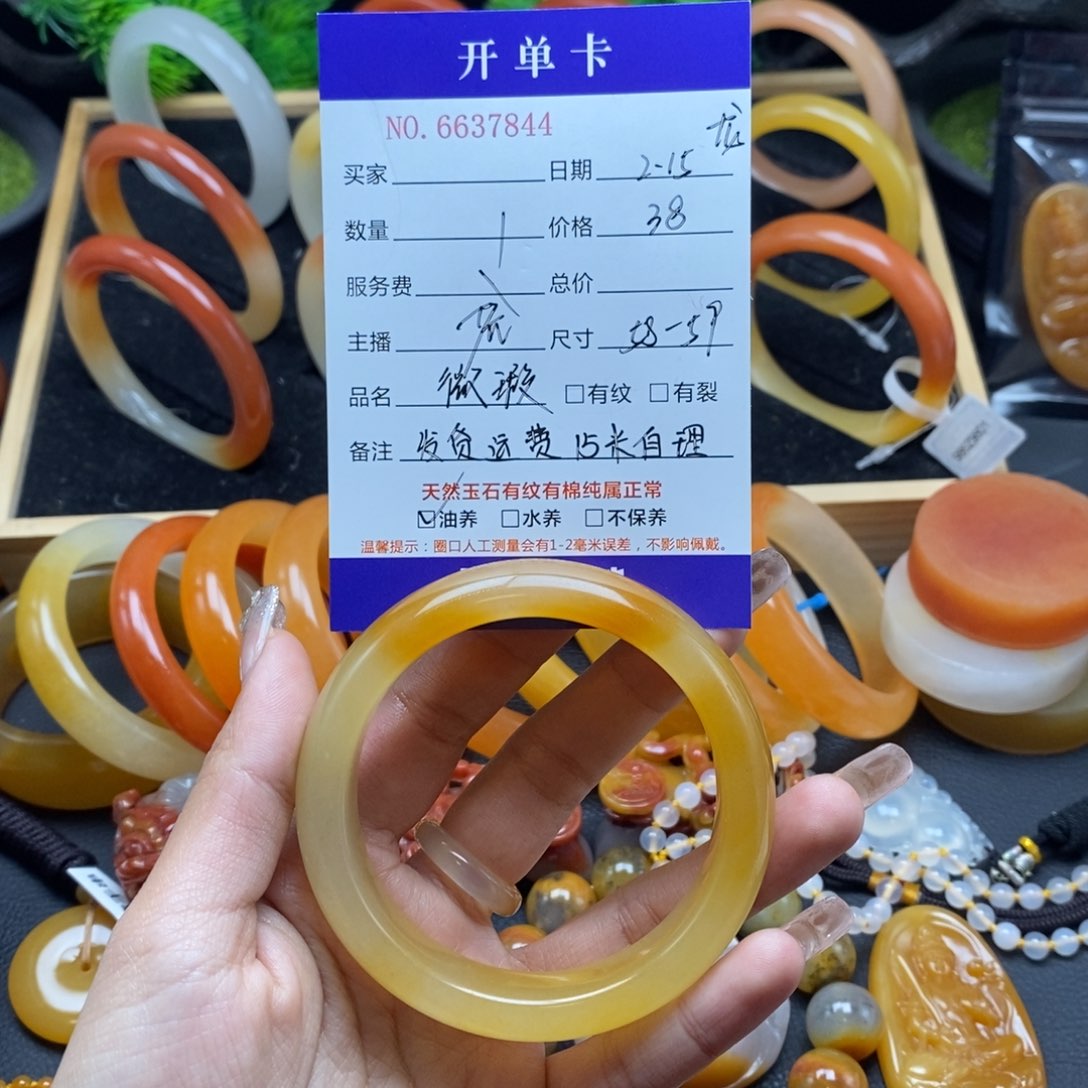 开单卡
NO.6637844
买家 日期 2-15
数量 1 价格 38
服务费 总价
主播 尺寸 58-59
品名 微瑕 □有纹 □有裂
备注 发货运费15米自理
天然玉石有纹有棉纯属正常
☑油养 □水养 □不保养
温馨提示：圈口人工测量会有1-2毫米误差，不影响佩戴。